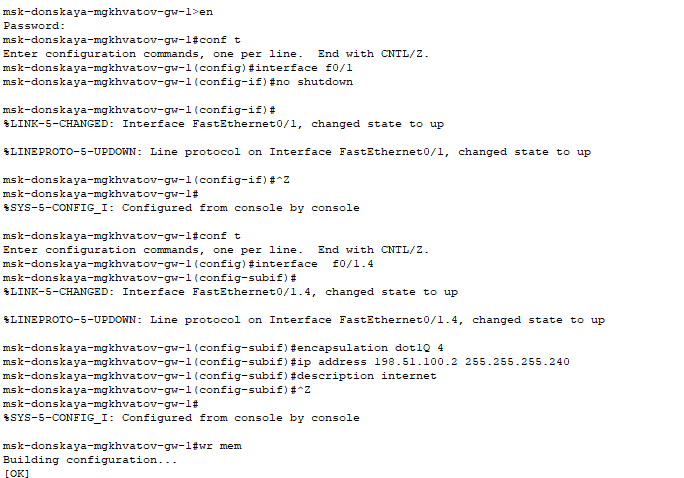 msk-donskaya-mgkhvatov-gw-1>en
Password:
msk-donskaya-mgkhvatov-gw-1#conf t
Enter configuration commands, one per line.  End with CNTL/Z.
msk-donskaya-mgkhvatov-gw-1(config)#interface f0/1
msk-donskaya-mgkhvatov-gw-1(config-if)#no shutdown

msk-donskaya-mgkhvatov-gw-1(config-if)#
%LINK-5-CHANGED: Interface FastEthernet0/1, changed state to up

%LINEPROTO-5-UPDOWN: Line protocol on Interface FastEthernet0/1, changed state to up

msk-donskaya-mgkhvatov-gw-1(config-if)#^Z
msk-donskaya-mgkhvatov-gw-1#
%SYS-5-CONFIG_I: Configured from console by console

msk-donskaya-mgkhvatov-gw-1#conf t
Enter configuration commands, one per line.  End with CNTL/Z.
msk-donskaya-mgkhvatov-gw-1(config)#interface  f0/1.4
msk-donskaya-mgkhvatov-gw-1(config-subif)#
%LINK-5-CHANGED: Interface FastEthernet0/1.4, changed state to up

%LINEPROTO-5-UPDOWN: Line protocol on Interface FastEthernet0/1.4, changed state to up

msk-donskaya-mgkhvatov-gw-1(config-subif)#encapsulation dot1Q 4
msk-donskaya-mgkhvatov-gw-1(config-subif)#ip address 198.51.100.2 255.255.255.240
msk-donskaya-mgkhvatov-gw-1(config-subif)#description internet
msk-donskaya-mgkhvatov-gw-1(config-subif)#^Z
msk-donskaya-mgkhvatov-gw-1#
%SYS-5-CONFIG_I: Configured from console by console

msk-donskaya-mgkhvatov-gw-1#wr mem
Building configuration...
[OK]